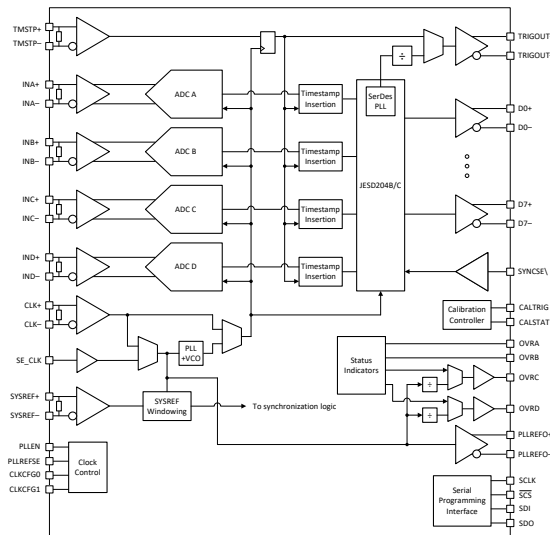 TMSTP+
TMSTP−
INA+
INA−
ADC A
Timestamp
Insertion
INB+
INB−
ADC B
Timestamp
Insertion
INC+
INC−
ADC C
Timestamp
Insertion
IND+
IND−
ADC D
Timestamp
Insertion
SerDes
PLL
JESD204B/C
÷
TRIGOUT+
TRIGOUT−
D0+
D0−
D7+
D7−
SYNCSE\
CLK+
CLK−
SE_CLK
PLL
+VCO
SYSREF+
SYSREF−
SYSREF
Windowing
To synchronization logic
PLLEN
PLLREFSE
CLKCFG0
CLKCFG1
Clock
Control
Calibration
Controller
CALTRIG
CALSTAT
Status
Indicators
OVRA
OVRB
÷
OVRC
÷
OVRD
PLLREFO+
PLLREFO−
Serial
Programming
Interface
SCLK
SCS
SDI
SDO